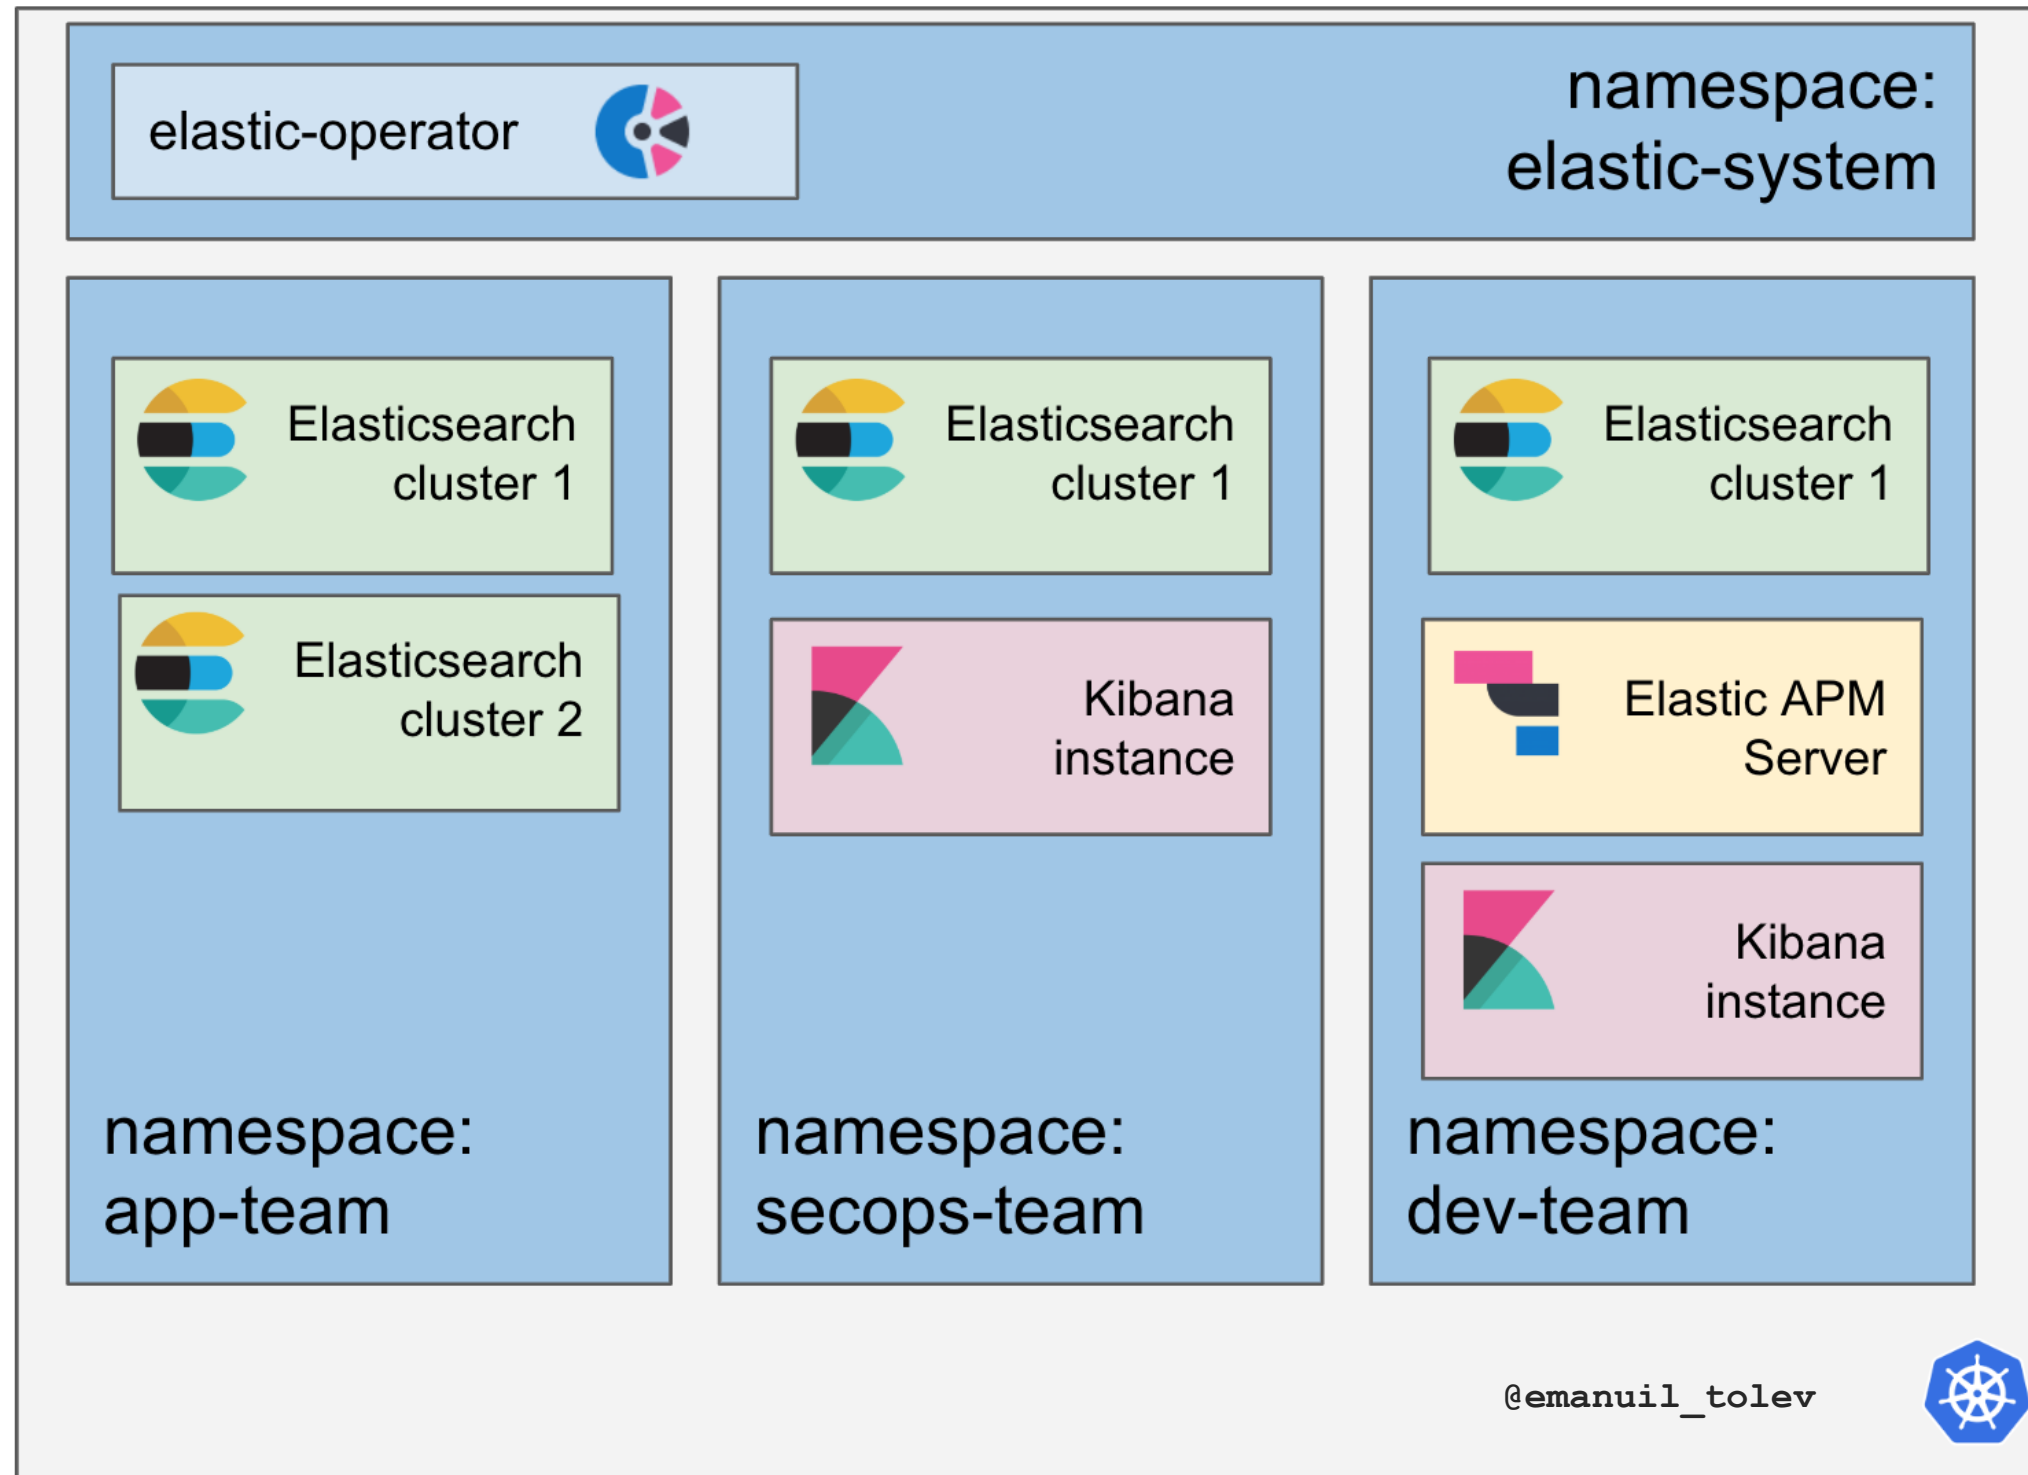 elastic-operator
namespace:
elastic-system
Elasticsearch
cluster 1
Elasticsearch
cluster 2
namespace:
app-team
Elasticsearch
cluster 1
Kibana
instance
namespace:
secops-team
Elasticsearch
cluster 1
Elastic APM
Server
Kibana
instance
namespace:
dev-team
@emanuil_tolev